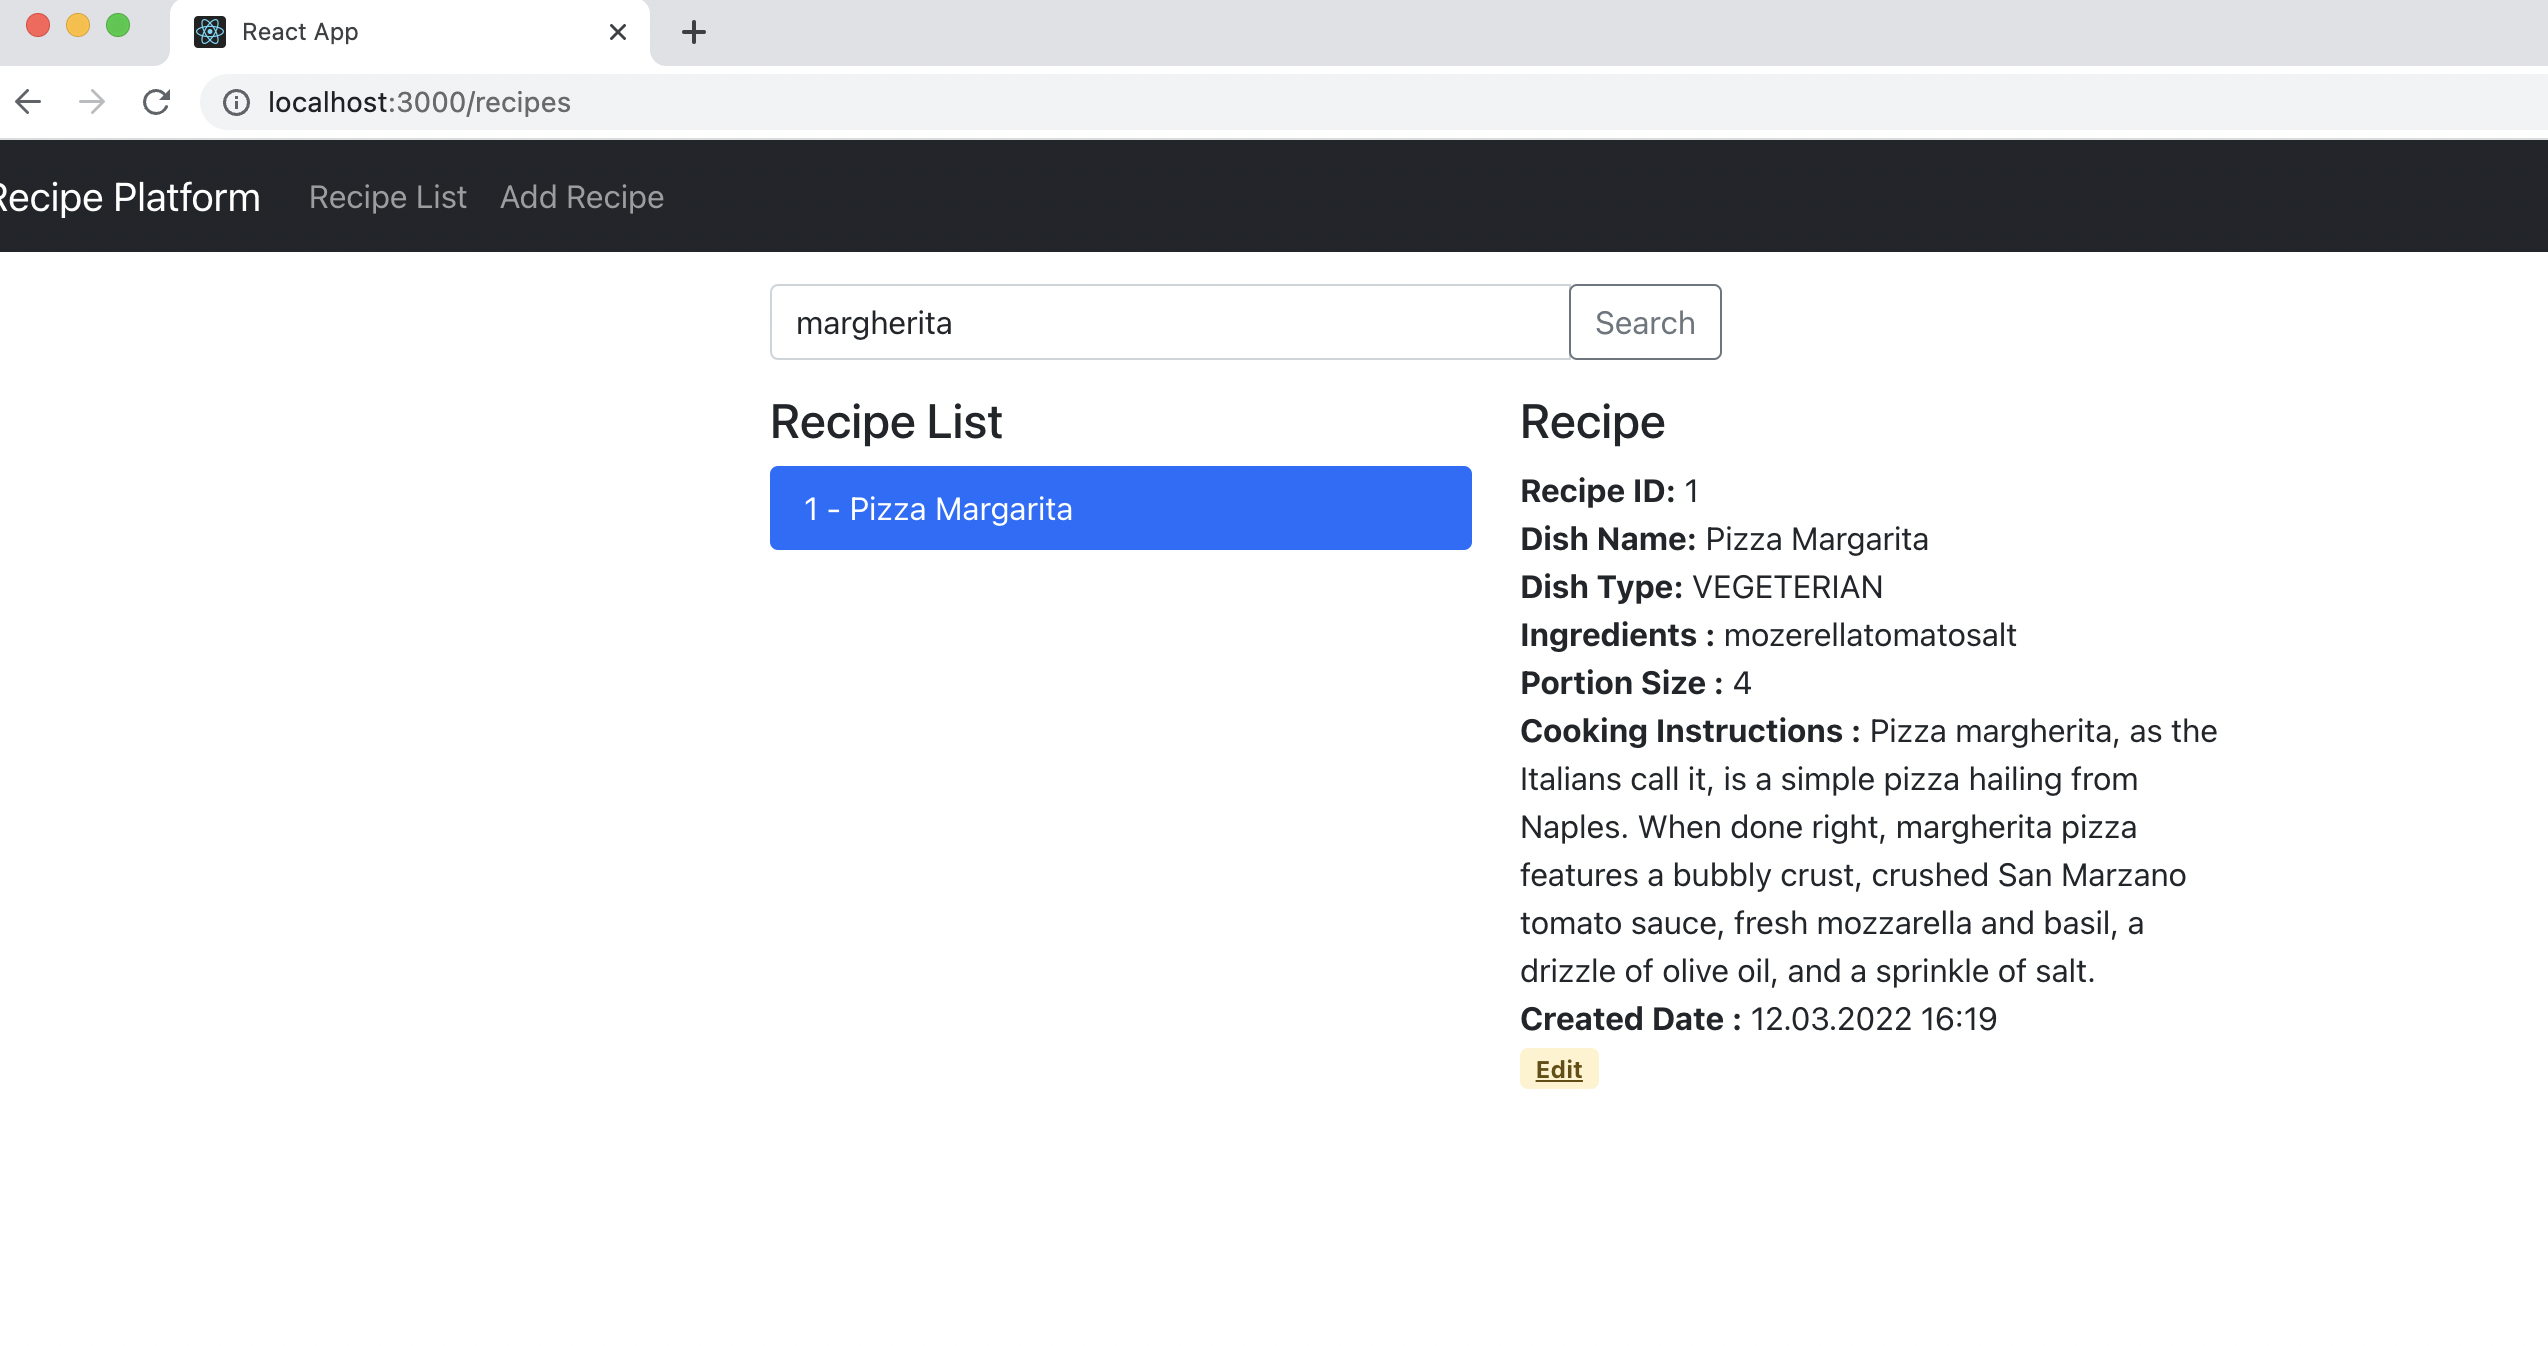 React App
localhost:3000/recipes
Recipe Platform Recipe List Add Recipe
margherita Search
Recipe List
1 - Pizza Margarita
Recipe
Recipe ID: 1
Dish Name: Pizza Margarita
Dish Type: VEGETERIAN
Ingredients : mozerellatomatosalt
Portion Size : 4
Cooking Instructions : Pizza margherita, as the
Italians call it, is a simple pizza hailing from
Naples. When done right, margherita pizza
features a bubbly crust, crushed San Marzano
tomato sauce, fresh mozzarella and basil, a
drizzle of olive oil, and a sprinkle of salt.
Created Date : 12.03.2022 16:19
Edit